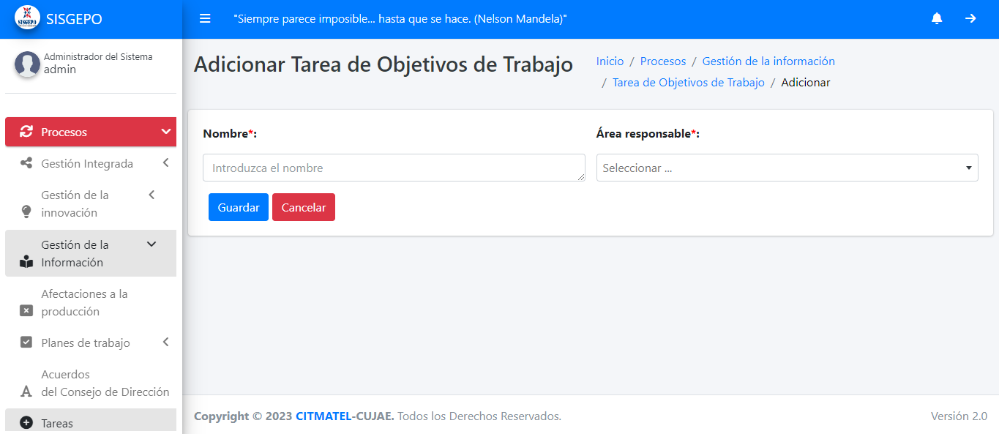 SISGEPO
SISGEPO
"Siempre parece imposible... hasta que se hace. (Nelson Mandela)"
Administrador del Sistema
admin
Procesos
Gestión Integrada
Gestión de la
innovación
Gestión de la
Información
Afectaciones a la
producción
Planes de trabajo
Acuerdos
del Consejo de Dirección
Tareas
Adicionar Tarea de Objetivos de Trabajo
Inicio / Procesos / Gestión de la información
/ Tarea de Objetivos de Trabajo / Adicionar
Nombre*:
Introduzca el nombre
Área responsable*:
Seleccionar ...
Guardar Cancelar
Copyright © 2023 CITMATEL-CUJAE. Todos los Derechos Reservados.
Versión 2.0